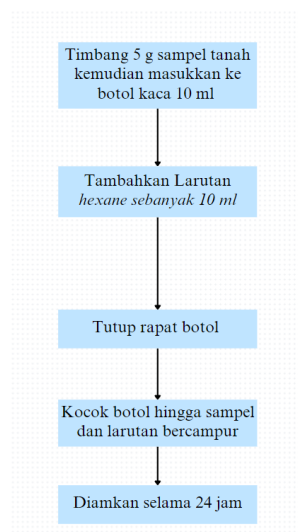 Timbang 5 g sampel tanah
kemudian masukkan ke
botol kaca 10 ml
Tambahkan Larutan
hexane sebanyak 10 ml
Tutup rapat botol
Kocok botol hingga sampel
dan larutan bercampur
Diamkan selama 24 jam